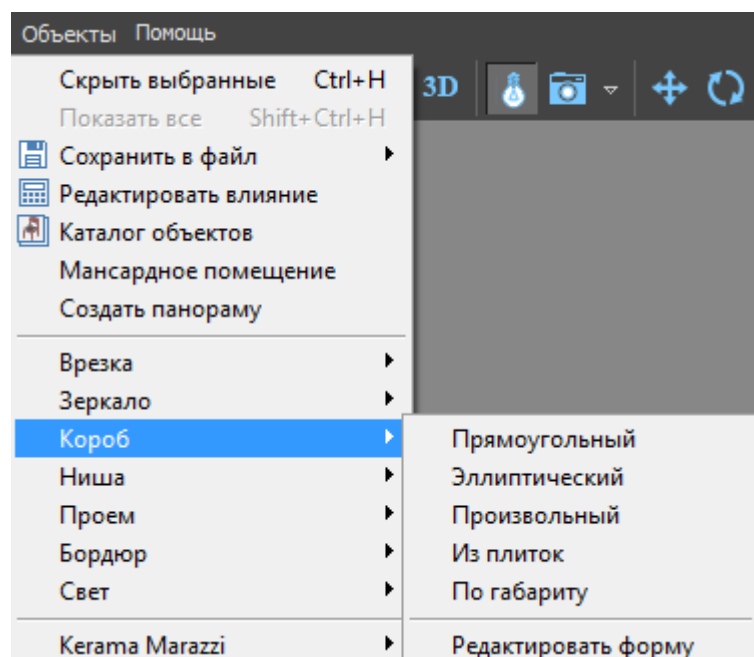 Объекты Помощь
Скрыть выбранные Ctrl+H
3D
Показать все Shift+Ctrl+H
Сохранить в файл
Редактировать влияние
Каталог объектов
Мансардное помещение
Создать панораму
Врезка
Зеркало
Короб
Прямоугольный
Ниша
Эллиптический
Проем
Произвольный
Бордюр
Из плиток
Свет
По габариту
Kerama Marazzi
Редактировать форму